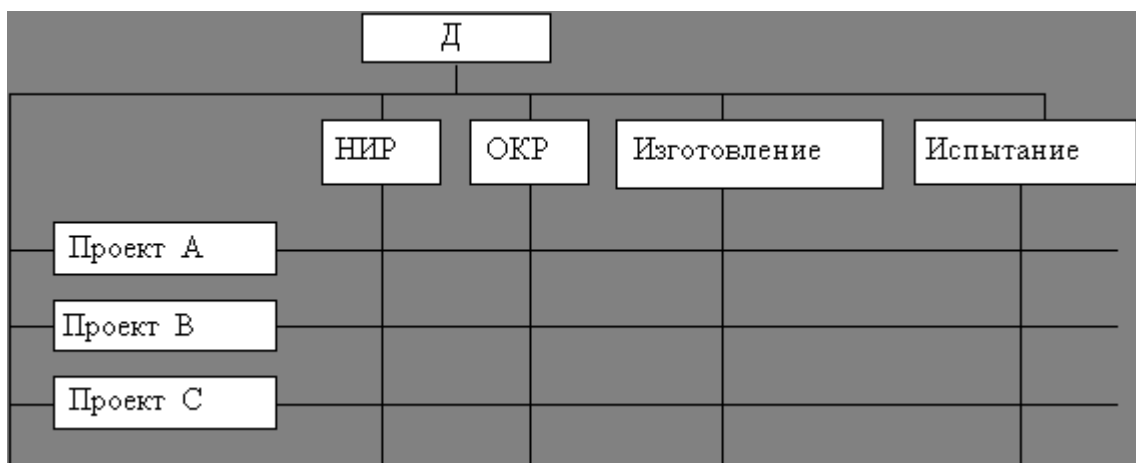 Д
НИР
ОКР
Изготовление
Испытание
Проект А
Проект В
Проект С